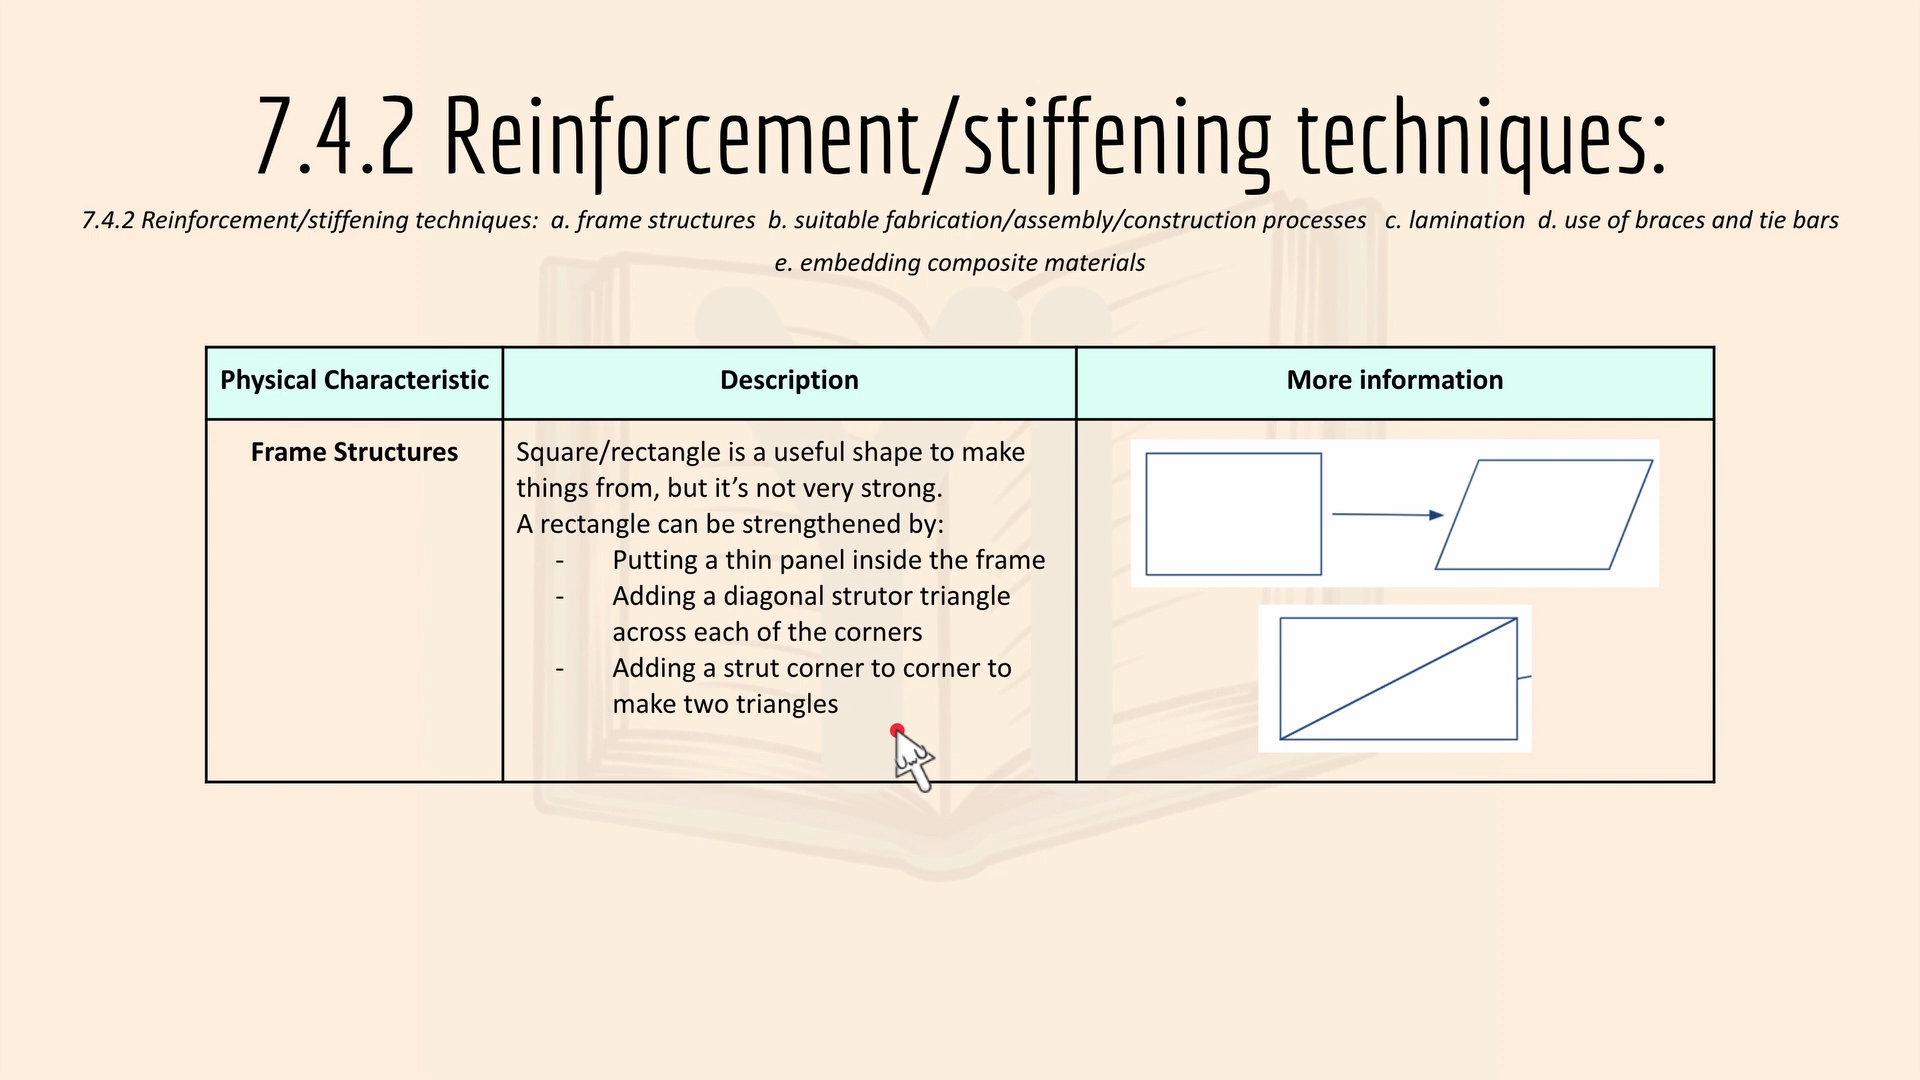 7.4.2 Reinforcement/stiffening techniques:
7.4.2 Reinforcement/stiffening techniques:  a. frame structures  b. suitable fabrication/assembly/construction processes   c. lamination  d. use of braces and tie bars
e. embedding composite materials
Physical Characteristic
Description
More information
Frame Structures
Square/rectangle is a useful shape to make
things from, but it’s not very strong.
A rectangle can be strengthened by:
- Putting a thin panel inside the frame
- Adding a diagonal strutor triangle
across each of the corners
- Adding a strut corner to corner to
make two triangles